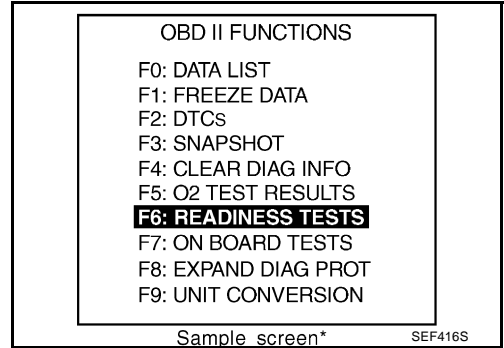 OBD II FUNCTIONS
F0: DATA LIST
F1: FREEZE DATA
F2: DTCs
F3: SNAPSHOT
F4: CLEAR DIAG INFO
F5: O2 TEST RESULTS
F6: READINESS TESTS
F7: ON BOARD TESTS
F8: EXPAND DIAG PROT
F9: UNIT CONVERSION
Sample screen*
SEF416S